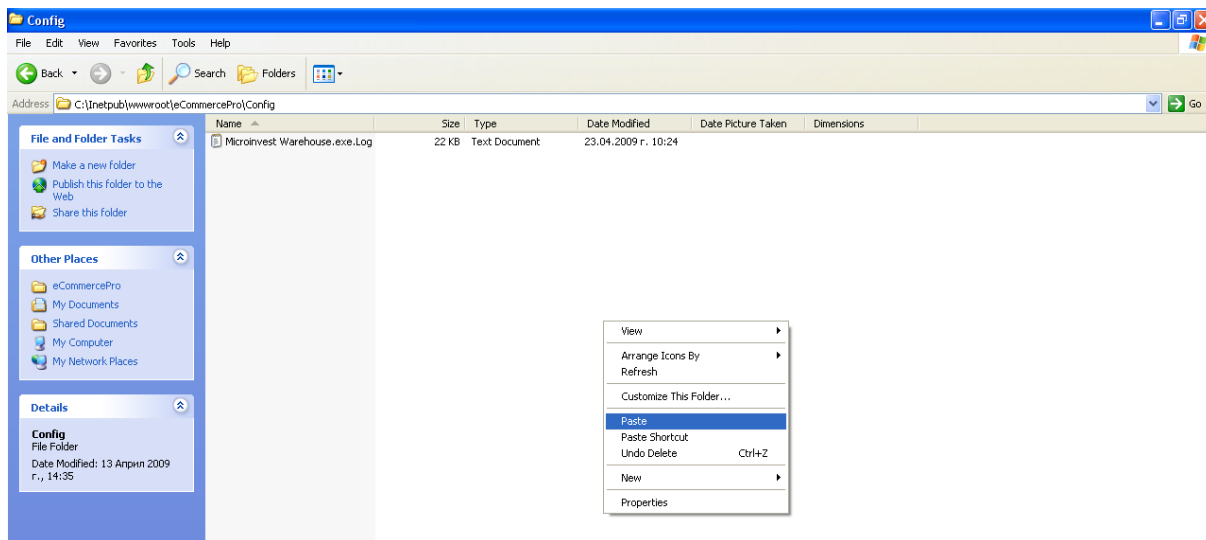 Config
File Edit View Favorites Tools Help
Back Search Folders
Address C:\Inetpub\wwwroot\eCommercePro\Config Go
Name Size Type Date Modified Date Picture Taken Dimensions
Microinvest Warehouse.exe.Log 22 KB Text Document 23.04.2009 г. 10:24
File and Folder Tasks
Make a new folder
Publish this folder to the
Web
Share this folder
Other Places
eCommercePro
My Documents
Shared Documents
My Computer
My Network Places
Details
Config
File Folder
Date Modified: 13 Април 2009
г., 14:35
View
Arrange Icons By
Refresh
Customize This Folder...
Paste
Paste Shortcut
Undo Delete Ctrl+Z
New
Properties